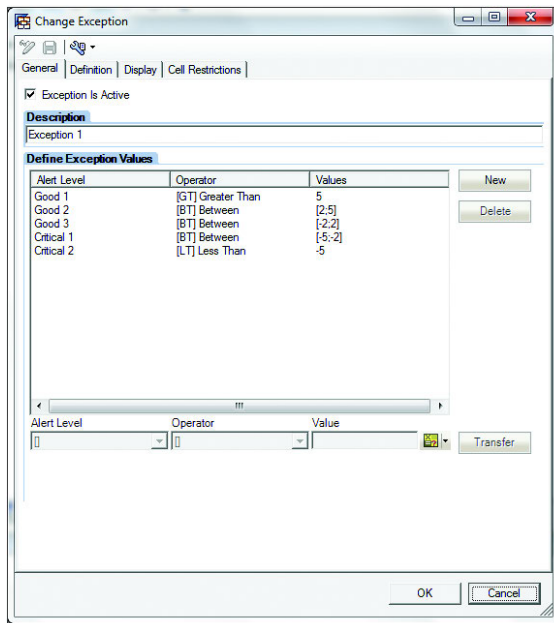 Change Exception
General Definition Display Cell Restrictions
Exception Is Active
Description
Exception 1
Define Exception Values
Alert Level Operator Values New
Good 1 [GT] Greater Than 5
Good 2 [BT] Between [2;5] Delete
Good 3 [BT] Between [-2;2]
Critical 1 [BT] Between [-5;-2]
Critical 2 [LT] Less Than -5
Alert Level Operator Value
[] [] Transfer
OK Cancel